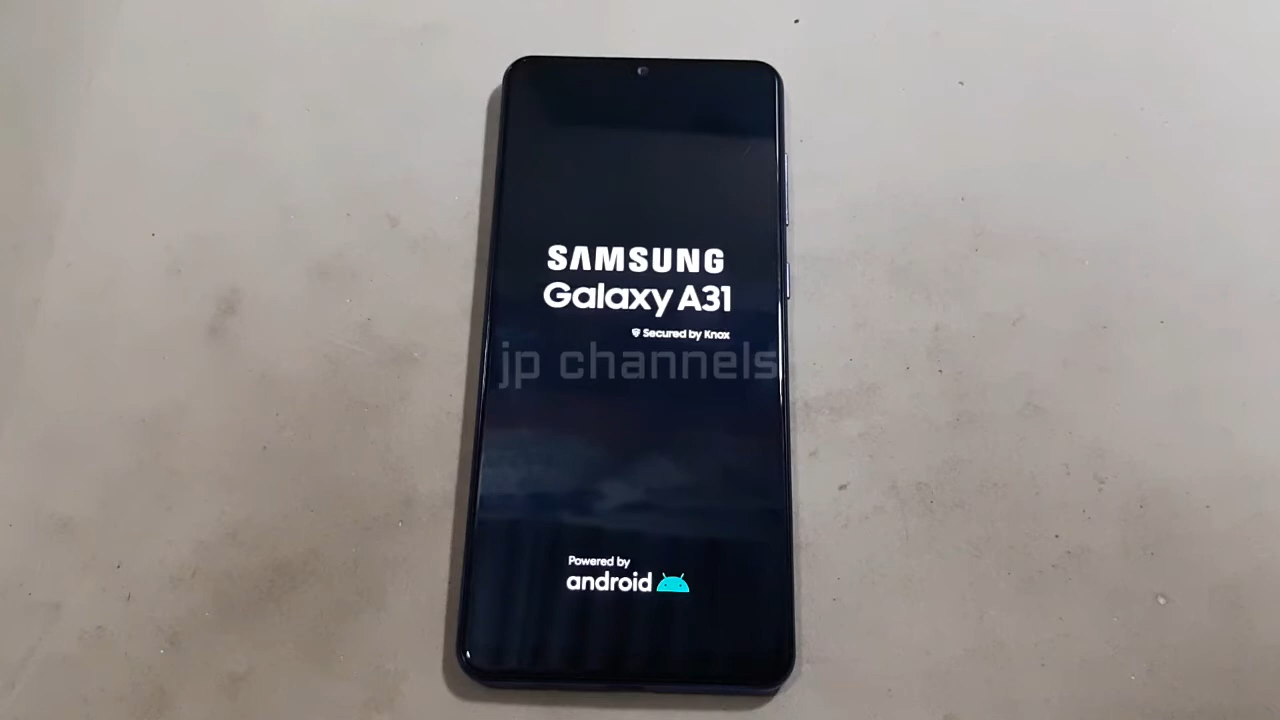 SAMSUNG
Galaxy A31
Secured by Knox
jp channels
Powered by
android